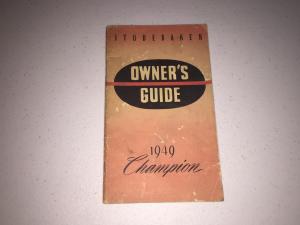 STUDEBAKER
OWNER'S
GUIDE
1949
Champion